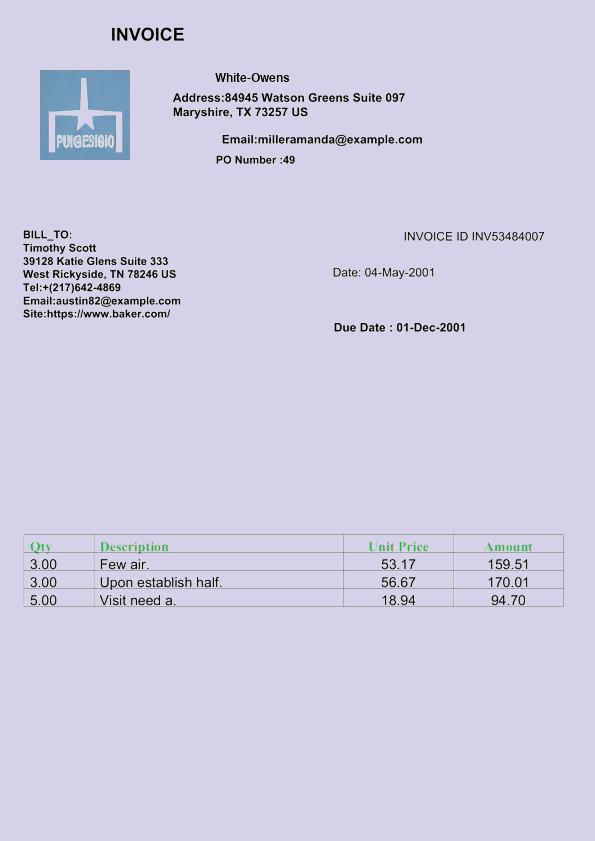 INVOICE
White-Owens
Address:84945 Watson Greens Suite 097
Maryshire, TX 73257 US
Email:milleramanda@example.com
PO Number :49
PUIGESIGIO
BILL_TO:
Timothy Scott
39128 Katie Glens Suite 333
West Rickyside, TN 78246 US
Tel:+(217)642-4869
Email:austin82@example.com
Site:https://www.baker.com/
INVOICE ID INV53484007
Date: 04-May-2001
Due Date : 01-Dec-2001
Qty Description Unit Price Amount
3.00 Few air. 53.17 159.51
3.00 Upon establish half. 56.67 170.01
5.00 Visit need a. 18.94 94.70